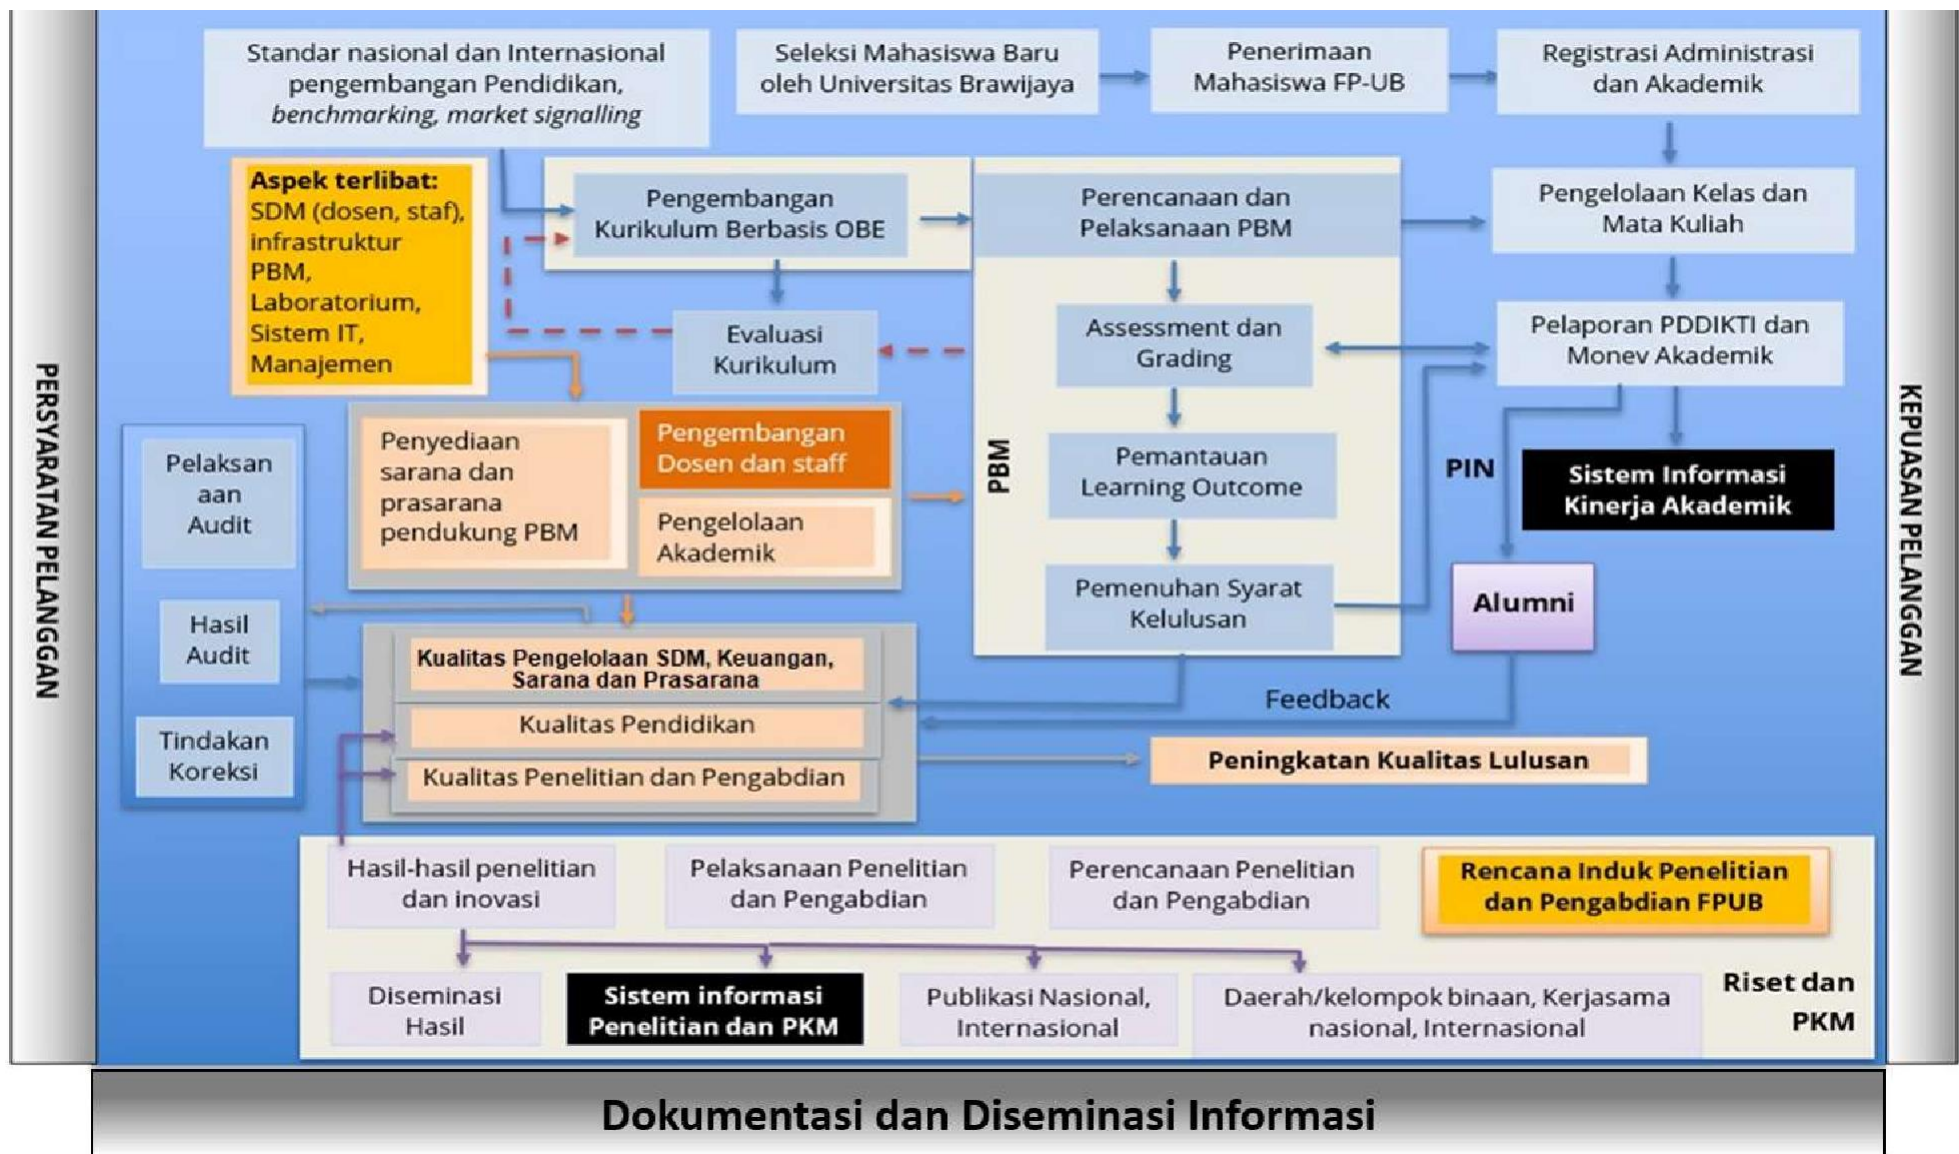 Standar nasional dan Internasional
pengembangan Pendidikan,
benchmarking, market signalling
Seleksi Mahasiswa Baru
oleh Universitas Brawijaya
Penerimaan
Mahasiswa FP-UB
Registrasi Administrasi
dan Akademik
Aspek terlibat:
SDM (dosen, staf),
infrastruktur
PBM,
Laboratorium,
Sistem IT,
Manajemen
Pengembangan
Kurikulum Berbasis OBE
Perencanaan dan
Pelaksanaan PBM
Pengelolaan Kelas dan
Mata Kuliah
Evaluasi
Kurikulum
Assessment dan
Grading
Pelaporan PDDIKTI dan
Monev Akademik
PERSYARATAN PELANGGAN
KEPUASAN PELANGGAN
Pelaksan
aan
Audit
Penyediaan
sarana dan
prasarana
pendukung PBM
Pengembangan
Dosen dan staff
Pengelolaan
Akademik
PBM
Pemantauan
Learning Outcome
PIN
Sistem Informasi
Kinerja Akademik
Hasil
Audit
Pemenuhan Syarat
Kelulusan
Alumni
Kualitas Pengelolaan SDM, Keuangan,
Sarana dan Prasarana
Kualitas Pendidikan
Kualitas Penelitian dan Pengabdian
Feedback
Tindakan
Koreksi
Peningkatan Kualitas Lulusan
Hasil-hasil penelitian
dan inovasi
Pelaksanaan Penelitian
dan Pengabdian
Perencanaan Penelitian
dan Pengabdian
Rencana Induk Penelitian
dan Pengabdian FPUB
Diseminasi
Hasil
Sistem informasi
Penelitian dan PKM
Publikasi Nasional,
Internasional
Daerah/kelompok binaan, Kerjasama
nasional, Internasional
Riset dan
PKM
Dokumentasi dan Diseminasi Informasi